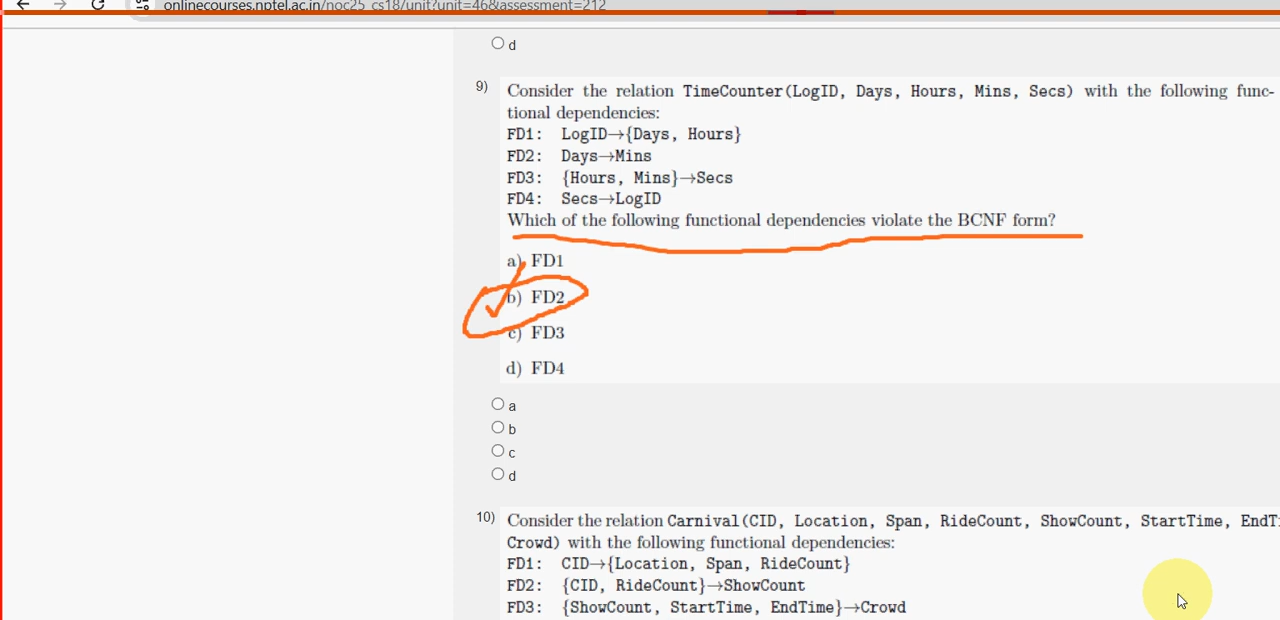 onlinecourses.nptel.ac.in/noc25_cs18/unit?unit=46&assessment=212
d
9) Consider the relation TimeCounter(LogID, Days, Hours, Mins, Secs) with the following func-
tional dependencies:
FD1: LogID→{Days, Hours}
FD2: Days→Mins
FD3: {Hours, Mins}→Secs
FD4: Secs→LogID
Which of the following functional dependencies violate the BCNF form?
a) FD1
b) FD2
c) FD3
d) FD4
a
b
c
d
10) Consider the relation Carnival(CID, Location, Span, RideCount, ShowCount, StartTime, EndT
Crowd) with the following functional dependencies:
FD1: CID→{Location, Span, RideCount}
FD2: {CID, RideCount}→ShowCount
FD3: {ShowCount, StartTime, EndTime}→Crowd